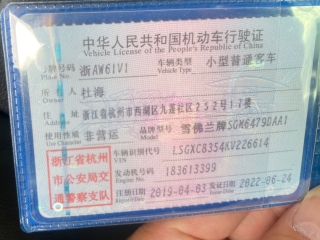 中华人民共和国机动车行驶证
Vehicle License of the People's Republic of China
号牌号码 浙AW61V1 车辆类型 小型普通客车
Plate No. Vehicle Type
所有人 杜海
Owner
住址 浙江省杭州市西湖区九莲社区252号17楼
Address
使用性质 非营运 品牌型号 雪佛兰牌SGM6479DAA1
Use Character Model
浙江省杭州市公安局交通警察支队
车辆识别代号 LSGXC8354KV226614
VIN
发动机号码 183613399
Engine No.
注册日期 2019-04-03 发证日期 2022-06-24
Register Date Issue Date